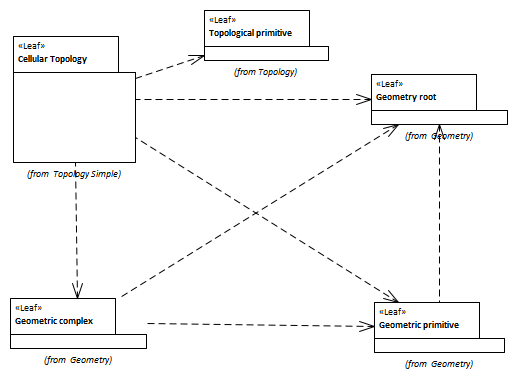 «Leaf»
Topological primitive
(from Topology)
«Leaf»
Cellular Topology
(from Topology Simple)
«Leaf»
Geometry root
(from Geometry)
«Leaf»
Geometric complex
(from Geometry)
«Leaf»
Geometric primitive
(from Geometry)